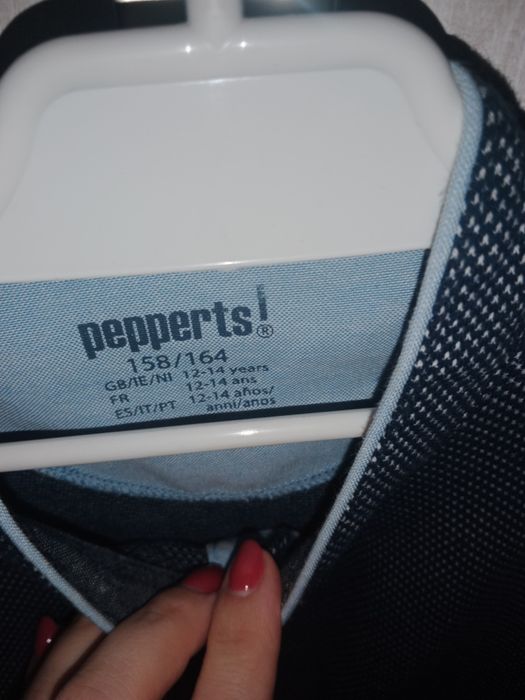 pepperts!®
158/164
GB/IE/NI 12-14 years
FR 12-14 ans
ES/IT/PT 12-14 años/
anni/anos